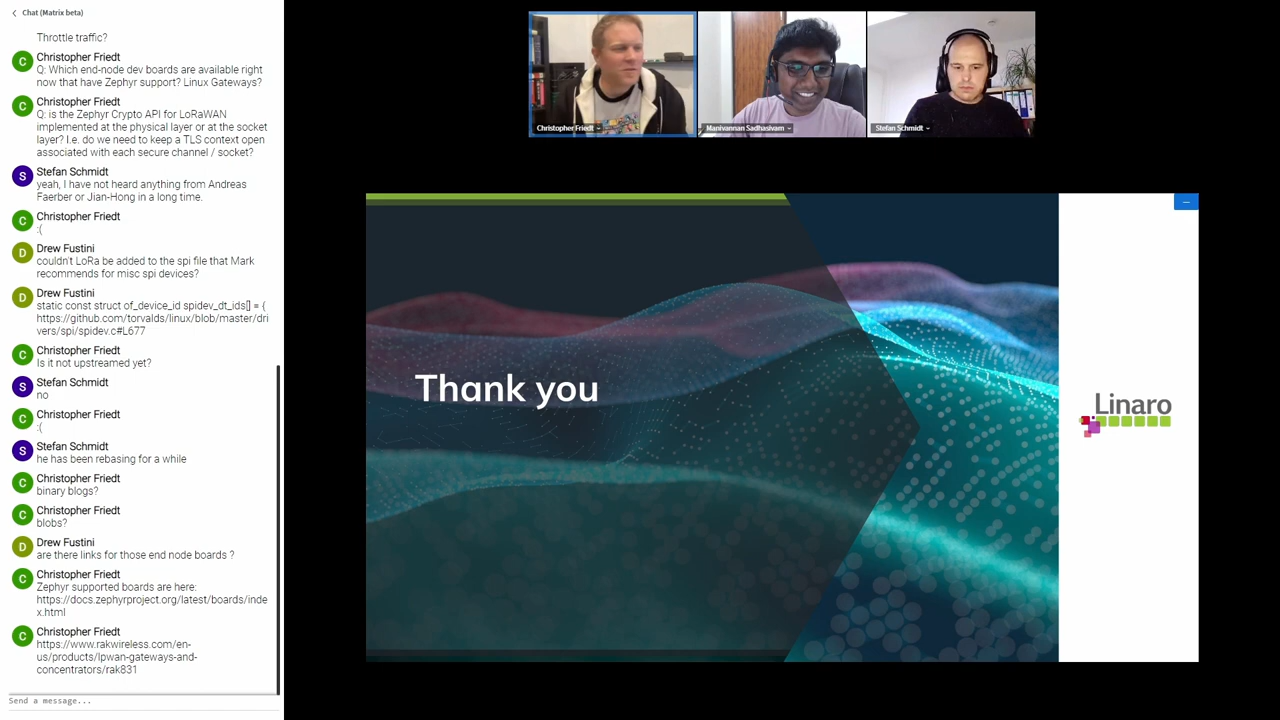 Chat (Matrix beta)
Throttle traffic?
C
Christopher Friedt
Q: Which end-node dev boards are available right
now that have Zephyr support? Linux Gateways?
C
Christopher Friedt
Q: is the Zephyr Crypto API for LoRaWAN
implemented at the physical layer or at the socket
layer? I.e. do we need to keep a TLS context open
associated with each secure channel / socket?
S
Stefan Schmidt
yeah, I have not heard anything from Andreas
Faerber or Jian-Hong in a long time.
C
Christopher Friedt
:(
D
Drew Fustini
couldn't LoRa be added to the spi file that Mark
recommends for misc spi devices?
D
Drew Fustini
static const struct of_device_id spidev_dt_ids[] = {
https://github.com/torvalds/linux/blob/master/dri
vers/spi/spidev.c#L677
C
Christopher Friedt
Is it not upstreamed yet?
S
Stefan Schmidt
no
C
Christopher Friedt
:(
S
Stefan Schmidt
he has been rebasing for a while
C
Christopher Friedt
binary blogs?
C
Christopher Friedt
blobs?
D
Drew Fustini
are there links for those end node boards ?
C
Christopher Friedt
Zephyr supported boards are here:
https://docs.zephyrproject.org/latest/boards/inde
x.html
C
Christopher Friedt
https://www.rakwireless.com/en-
us/products/lpwan-gateways-and-
concentrators/rak831
Send a message...
Christopher Friedt
Manivannan Sadhasivam
Stefan Schmidt
Thank you
Linaro